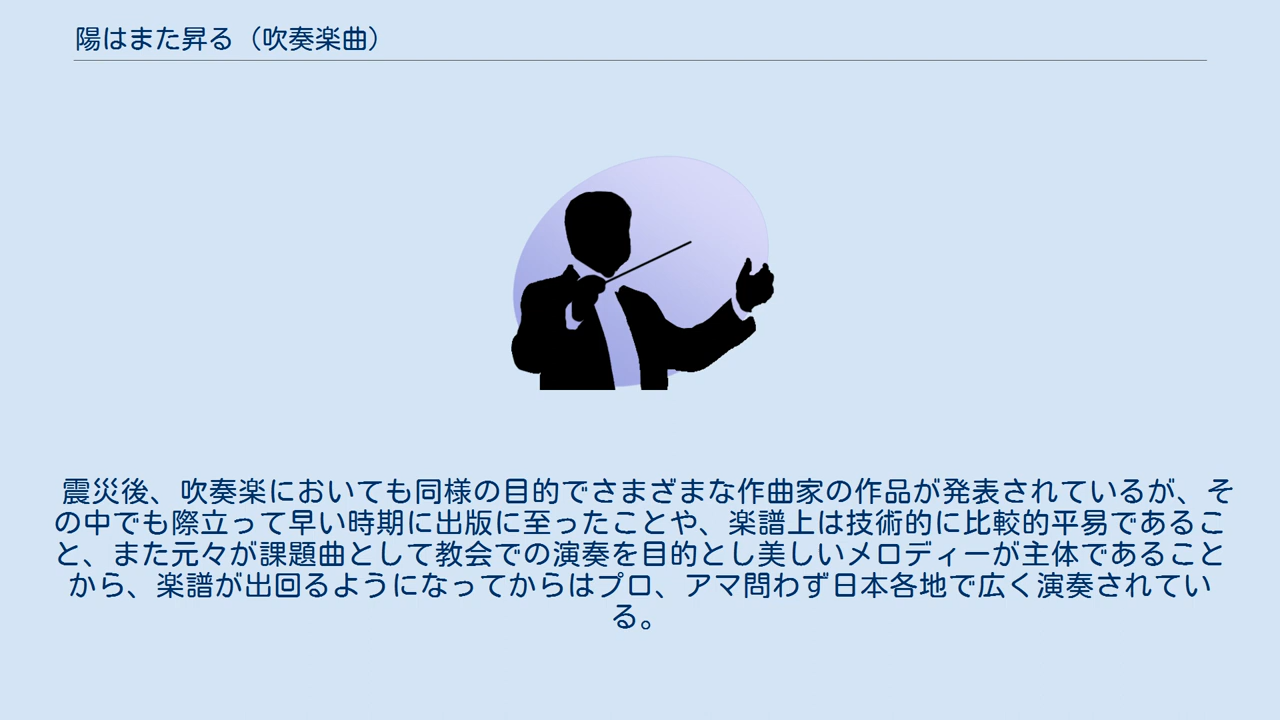 陽はまた昇る（吹奏楽曲）
震災後、吹奏楽においても同様の目的でさまざまな作曲家の作品が発表されているが、そ
の中でも際立って早い時期に出版に至ったことや、楽譜上は技術的に比較的平易であるこ
と、また元々が課題曲として教会での演奏を目的とし美しいメロディーが主体であること
から、楽譜が出回るようになってからはプロ、アマ問わず日本各地で広く演奏されてい
る。